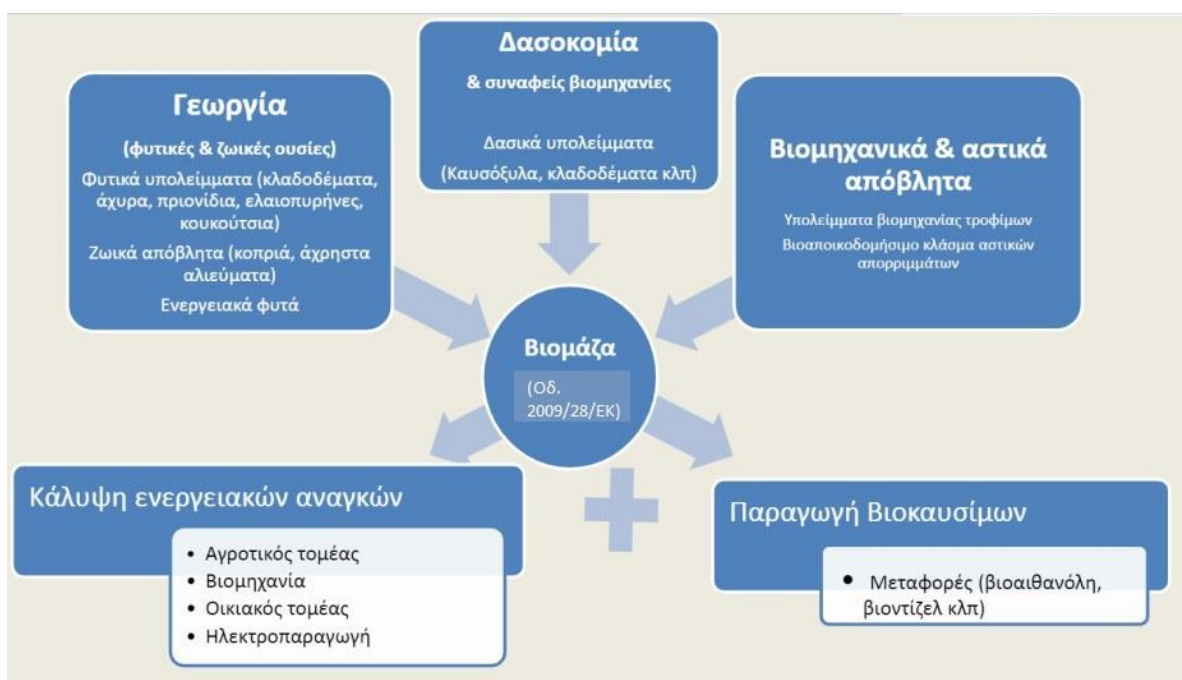 Γεωργία
(φυτικές & ζωικές ουσίες)
Φυτικά υπολείμματα (κλαδοδέματα,
άχυρα, πριονίδια, ελαιοπυρήνες,
κουκούτσια)
Ζωικά απόβλητα (κοπριά, άχρηστα
αλιεύματα)
Ενεργειακά φυτά
Δασοκομία
& συναφείς βιομηχανίες
Δασικά υπολείμματα
(Καυσόξυλα, κλαδοδέματα κλπ)
Βιομηχανικά & αστικά
απόβλητα
Υπολείμματα βιομηχανίας τροφίμων
Βιοαποικοδομήσιμο κλάσμα αστικών
απορριμμάτων
Βιομάζα
(Οδ.
2009/28/ΕΚ)
Κάλυψη ενεργειακών αναγκών
• Αγροτικός τομέας
• Βιομηχανία
• Οικιακός τομέας
• Ηλεκτροπαραγωγή
Παραγωγή Βιοκαυσίμων
• Μεταφορές (βιοαιθανόλη,
βιοντίζελ κλπ)